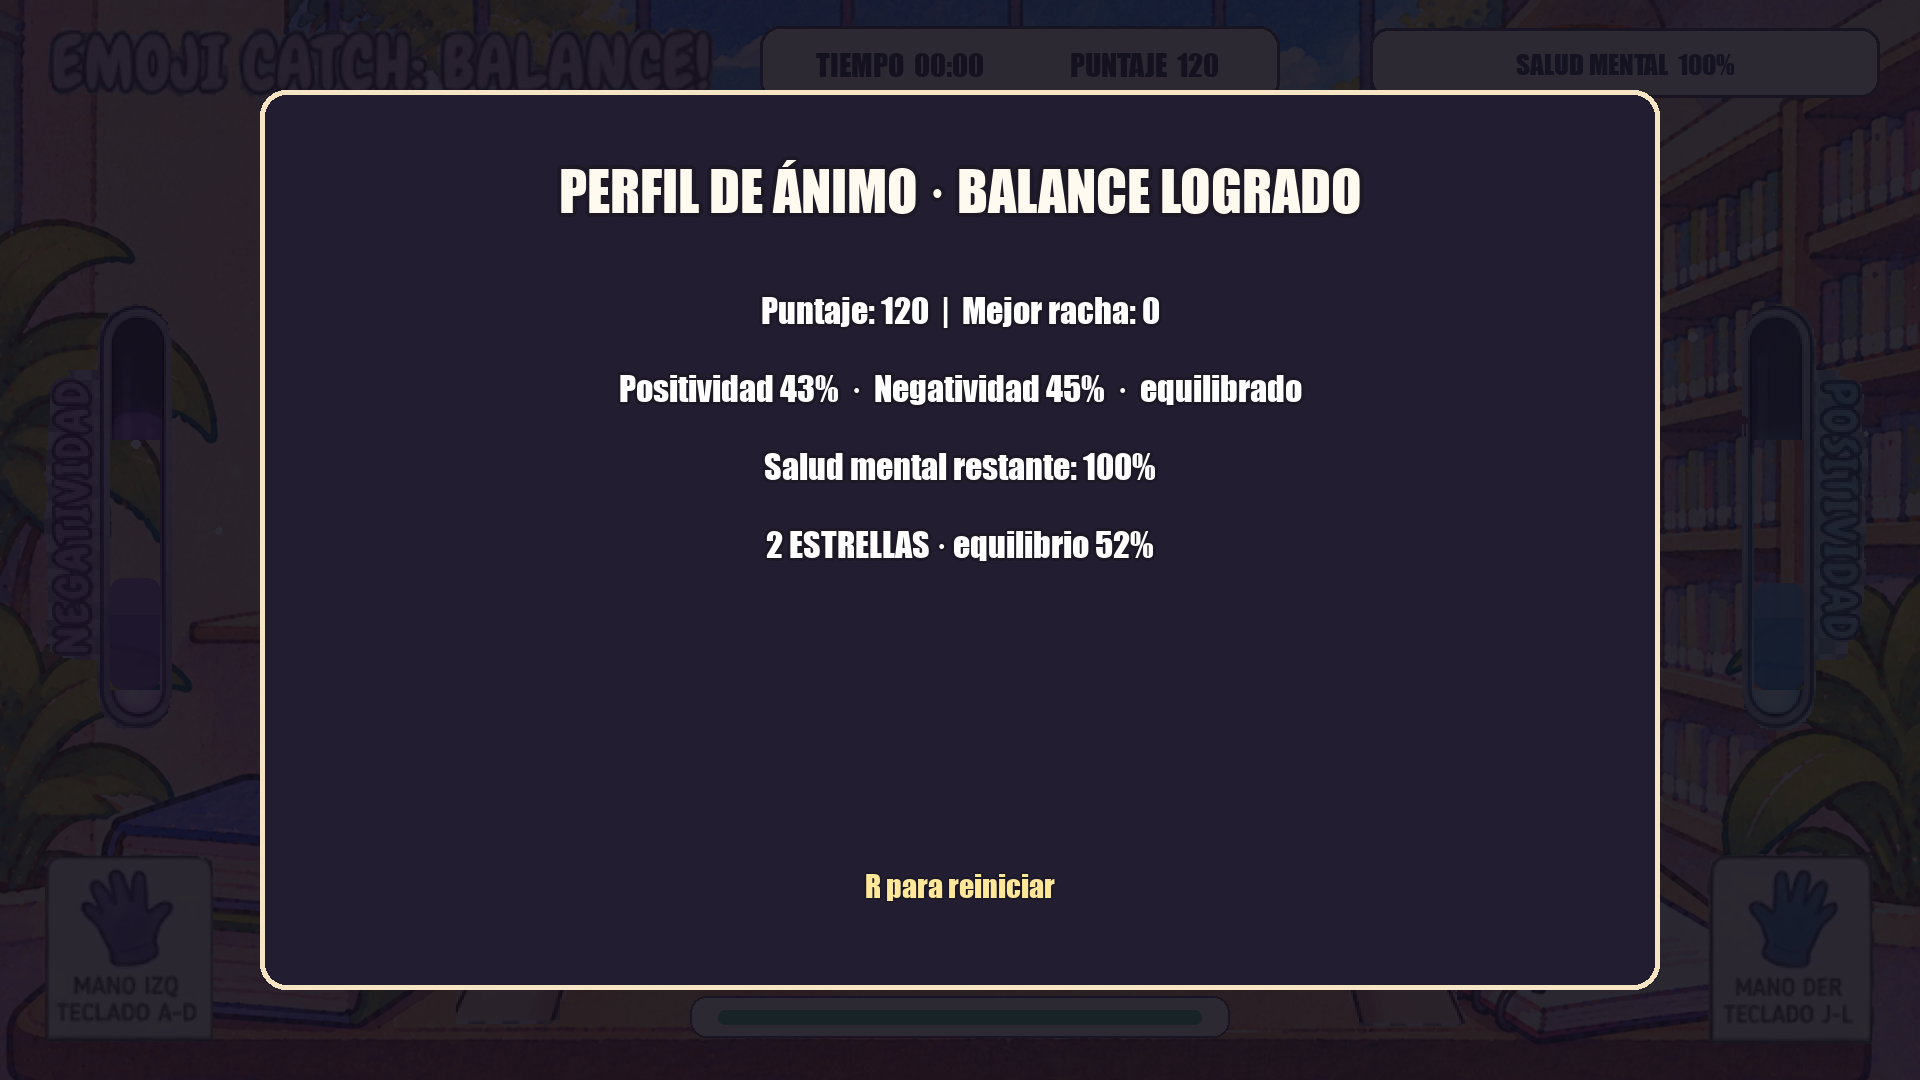 EMOJI CATCH: BALANCE!
TIEMPO 00:00 PUNTAJE 120
SALUD MENTAL 100%
PERFIL DE ÁNIMO · BALANCE LOGRADO
Puntaje: 120 | Mejor racha: 0
Positividad 43% · Negatividad 45% · equilibrado
Salud mental restante: 100%
2 ESTRELLAS · equilibrio 52%
R para reiniciar
NEGATIVIDAD
POSITIVIDAD
MANO IZQ
TECLADO A-D
MANO DER
TECLADO J-L